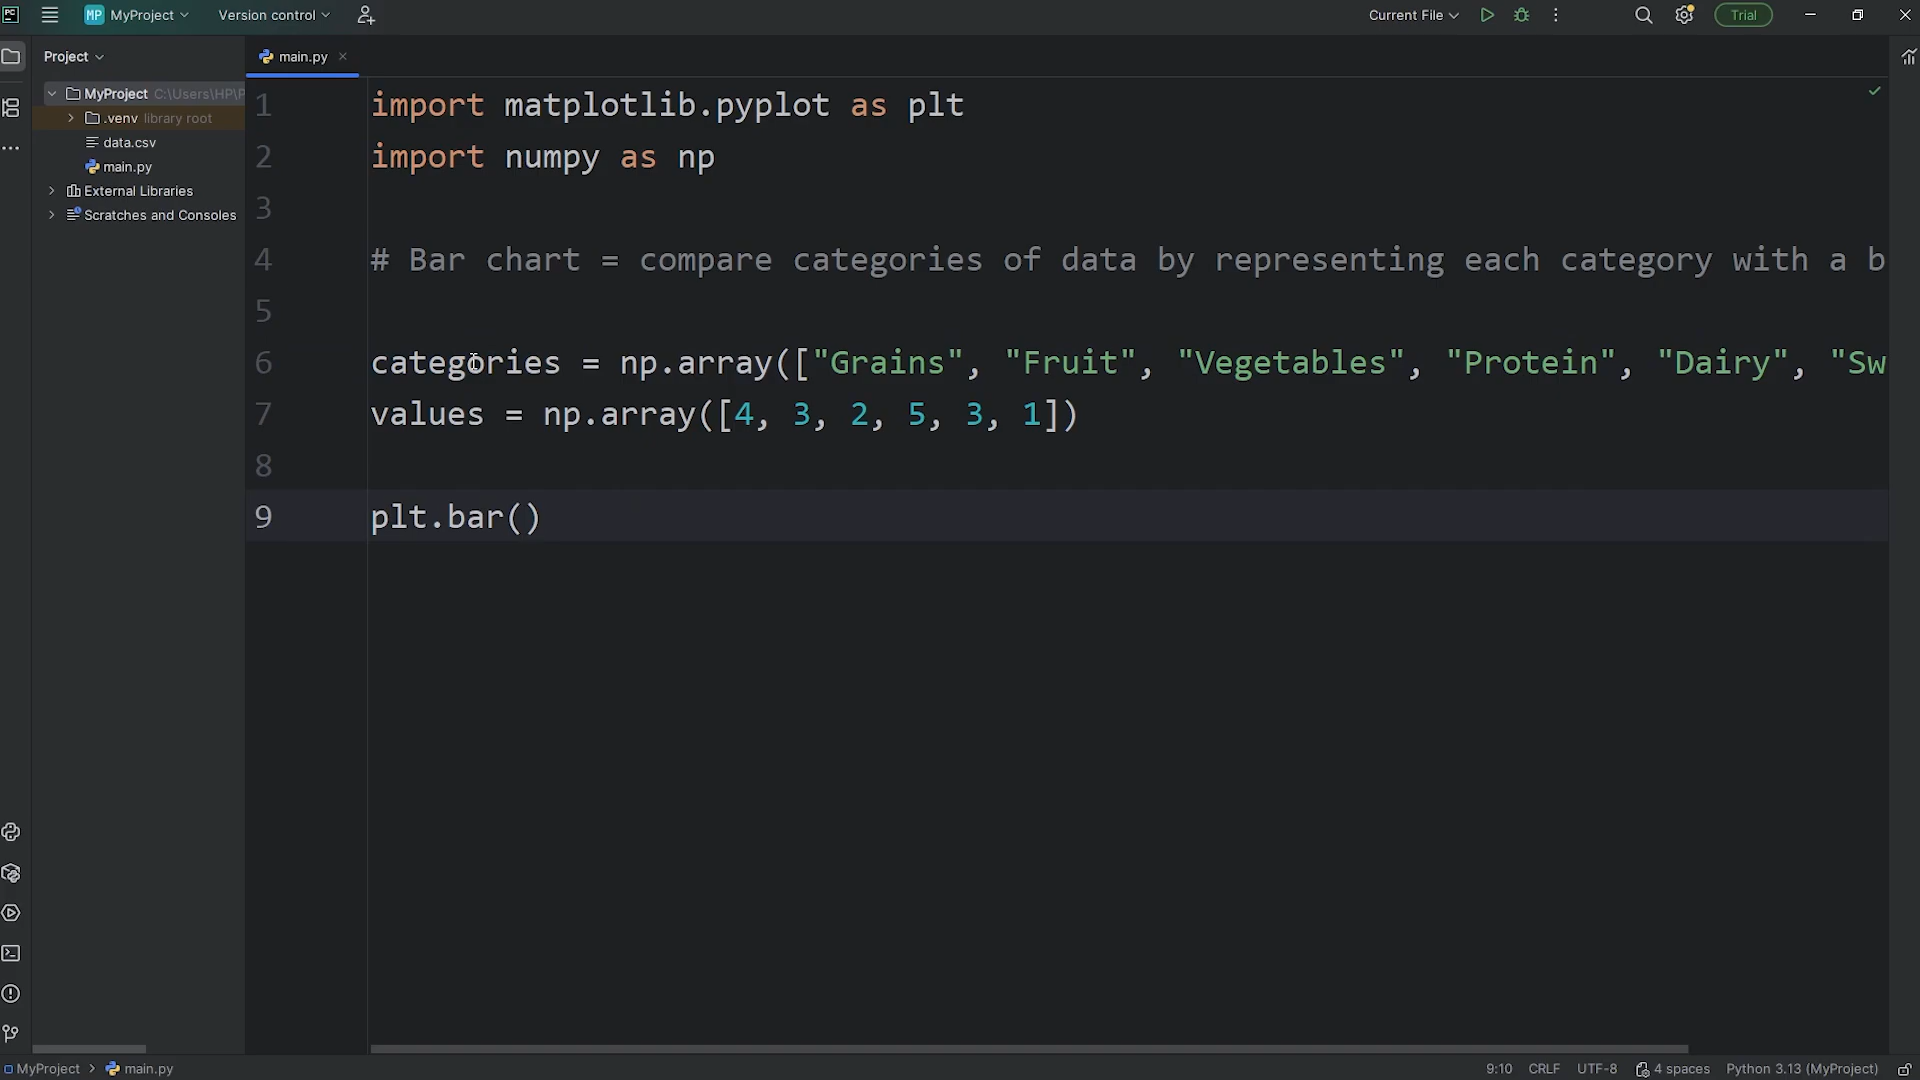 PC MP MyProject Version control Current File Trial
Project main.py
MyProject C:\Users\HP\P
.venv library root
data.csv
main.py
External Libraries
Scratches and Consoles
1 import matplotlib.pyplot as plt
2 import numpy as np
3
4 # Bar chart = compare categories of data by representing each category with a b
5
6 categories = np.array(["Grains", "Fruit", "Vegetables", "Protein", "Dairy", "Sw
7 values = np.array([4, 3, 2, 5, 3, 1])
8
9 plt.bar()
MyProject > main.py 9:10 CRLF UTF-8 4 spaces Python 3.13 (MyProject)